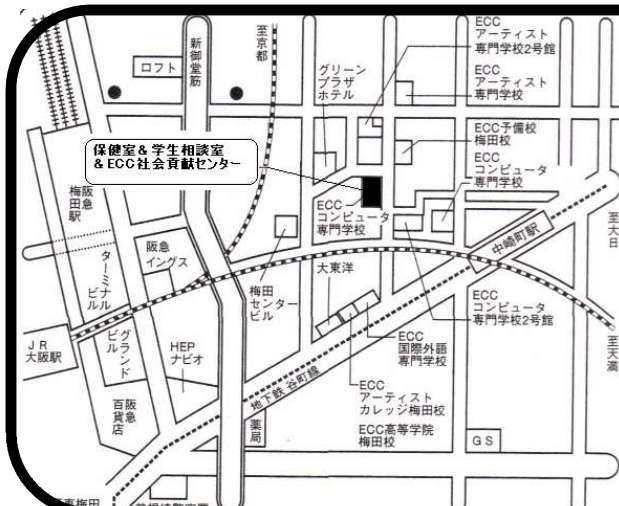 至京都
新御堂筋
ロフト
グリーン
プラザ
ホテル
ECC
アーティスト
専門学校2号館
ECC
アーティスト
専門学校
ECC予備校
梅田校
ECC
コンピュータ
専門学校
保健室&学生相談室
&ECC社会貢献センター
ECC
コンピュータ
専門学校
阪急
梅田駅
ターミナル
ビル
阪急
イングス
梅田
センター
ビル
大東洋
中崎町駅
至大日
ECC
コンピュータ
専門学校2号館
至天満
JR
大阪駅
グランド
ビル
HEP
ナビオ
ECC
国際外語
専門学校
地下鉄 谷町線
ECC
アーティスト
カレッジ梅田校
ECC高等学院
梅田校
阪急
百貨店
薬局
GS
東梅田